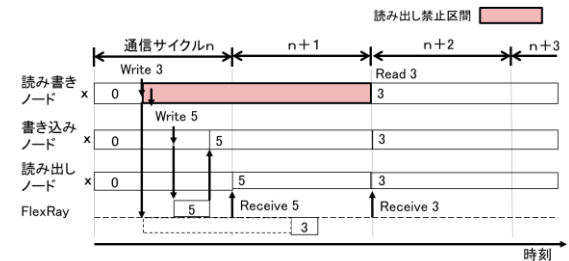 読み出し禁止区間
通信サイクルn n＋1 n＋2 n＋3
Write 3 Read 3
読み書き
ノード x 0 3
Write 5
書き込み
ノード x 0 5 3
読み出し
ノード x 0 5 3
FlexRay 5 Receive 5 Receive 3
3
時刻